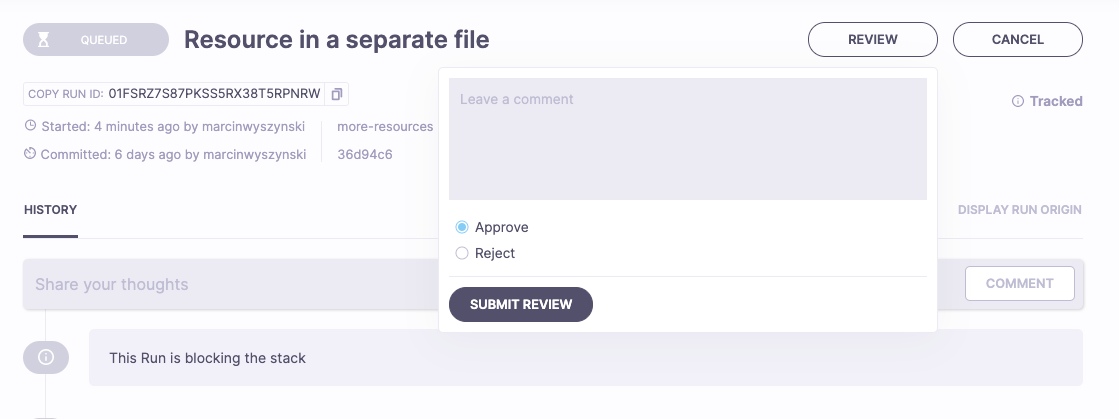 QUEUED
Resource in a separate file
REVIEW
CANCEL
COPY RUN ID: 01FSRZ7S87PKSS5RX38T5RPNRW
Tracked
Started: 4 minutes ago by marcinwyszynski
more-resources
Committed: 6 days ago by marcinwyszynski
36d94c6
Leave a comment
Approve
Reject
SUBMIT REVIEW
HISTORY
DISPLAY RUN ORIGIN
Share your thoughts
COMMENT
This Run is blocking the stack